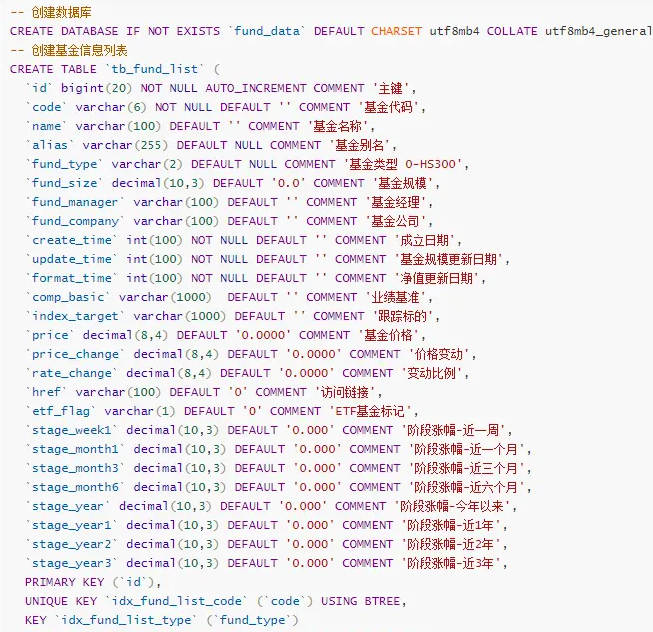 -- 创建数据库
CREATE DATABASE IF NOT EXISTS `fund_data` DEFAULT CHARSET utf8mb4 COLLATE utf8mb4_general
-- 创建基金信息列表
CREATE TABLE `tb_fund_list` (
  `id` bigint(20) NOT NULL AUTO_INCREMENT COMMENT '主键',
  `code` varchar(6) NOT NULL DEFAULT '' COMMENT '基金代码',
  `name` varchar(100) DEFAULT '' COMMENT '基金名称',
  `alias` varchar(255) DEFAULT NULL COMMENT '基金别名',
  `fund_type` varchar(2) DEFAULT NULL COMMENT '基金类型 0-HS300',
  `fund_size` decimal(10,3) DEFAULT '0.0' COMMENT '基金规模',
  `fund_manager` varchar(100) DEFAULT '' COMMENT '基金经理',
  `fund_company` varchar(100) DEFAULT '' COMMENT '基金公司',
  `create_time` int(100) NOT NULL DEFAULT '' COMMENT '成立日期',
  `update_time` int(100) NOT NULL DEFAULT '' COMMENT '基金规模更新日期',
  `format_time` int(100) NOT NULL DEFAULT '' COMMENT '净值更新日期',
  `comp_basic` varchar(1000)  DEFAULT '' COMMENT '业绩基准',
  `index_target` varchar(1000) DEFAULT '' COMMENT '跟踪标的',
  `price` decimal(8,4) DEFAULT '0.0000' COMMENT '基金价格',
  `price_change` decimal(8,4) DEFAULT '0.0000' COMMENT '价格变动',
  `rate_change` decimal(8,4) DEFAULT '0.0000' COMMENT '变动比例',
  `href` varchar(100) DEFAULT '0' COMMENT '访问链接',
  `etf_flag` varchar(1) DEFAULT '0' COMMENT 'ETF基金标记',
  `stage_week1` decimal(10,3) DEFAULT '0.000' COMMENT '阶段涨幅-近一周',
  `stage_month1` decimal(10,3) DEFAULT '0.000' COMMENT '阶段涨幅-近一个月',
  `stage_month3` decimal(10,3) DEFAULT '0.000' COMMENT '阶段涨幅-近三个月',
  `stage_month6` decimal(10,3) DEFAULT '0.000' COMMENT '阶段涨幅-近六个月',
  `stage_year` decimal(10,3) DEFAULT '0.000' COMMENT '阶段涨幅-今年以来',
  `stage_year1` decimal(10,3) DEFAULT '0.000' COMMENT '阶段涨幅-近1年',
  `stage_year2` decimal(10,3) DEFAULT '0.000' COMMENT '阶段涨幅-近2年',
  `stage_year3` decimal(10,3) DEFAULT '0.000' COMMENT '阶段涨幅-近3年',
  PRIMARY KEY (`id`),
  UNIQUE KEY `idx_fund_list_code` (`code`) USING BTREE,
  KEY `idx_fund_list_type` (`fund_type`)